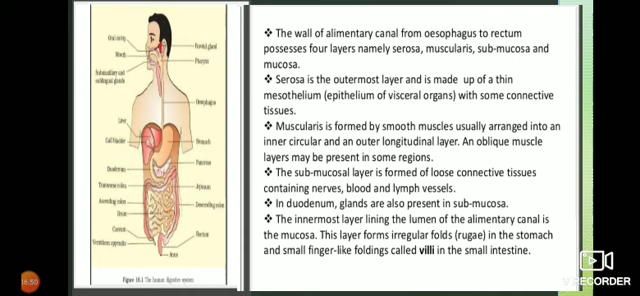 Oral cavity
Mouth
Submaxillary and
sublingual glands
Parotid gland
Pharynx
Oesophagus
Liver
Gall bladder
Stomach
Duodenum
Pancreas
Transverse colon
Jejunum
Ascending colon
Descending colon
Ileum
Caecum
Rectum
Vermiform appendix
Anus
Figure 16.1 The human digestive system
❖ The wall of alimentary canal from oesophagus to rectum
possesses four layers namely serosa, muscularis, sub-mucosa and
mucosa.
❖ Serosa is the outermost layer and is made up of a thin
mesothelium (epithelium of visceral organs) with some connective
tissues.
❖ Muscularis is formed by smooth muscles usually arranged into an
inner circular and an outer longitudinal layer. An oblique muscle
layers may be present in some regions.
❖ The sub-mucosal layer is formed of loose connective tissues
containing nerves, blood and lymph vessels.
❖ In duodenum, glands are also present in sub-mucosa.
❖ The innermost layer lining the lumen of the alimentary canal is
the mucosa. This layer forms irregular folds (rugae) in the stomach
and small finger-like foldings called villi in the small intestine.
16:50
V RECORDER